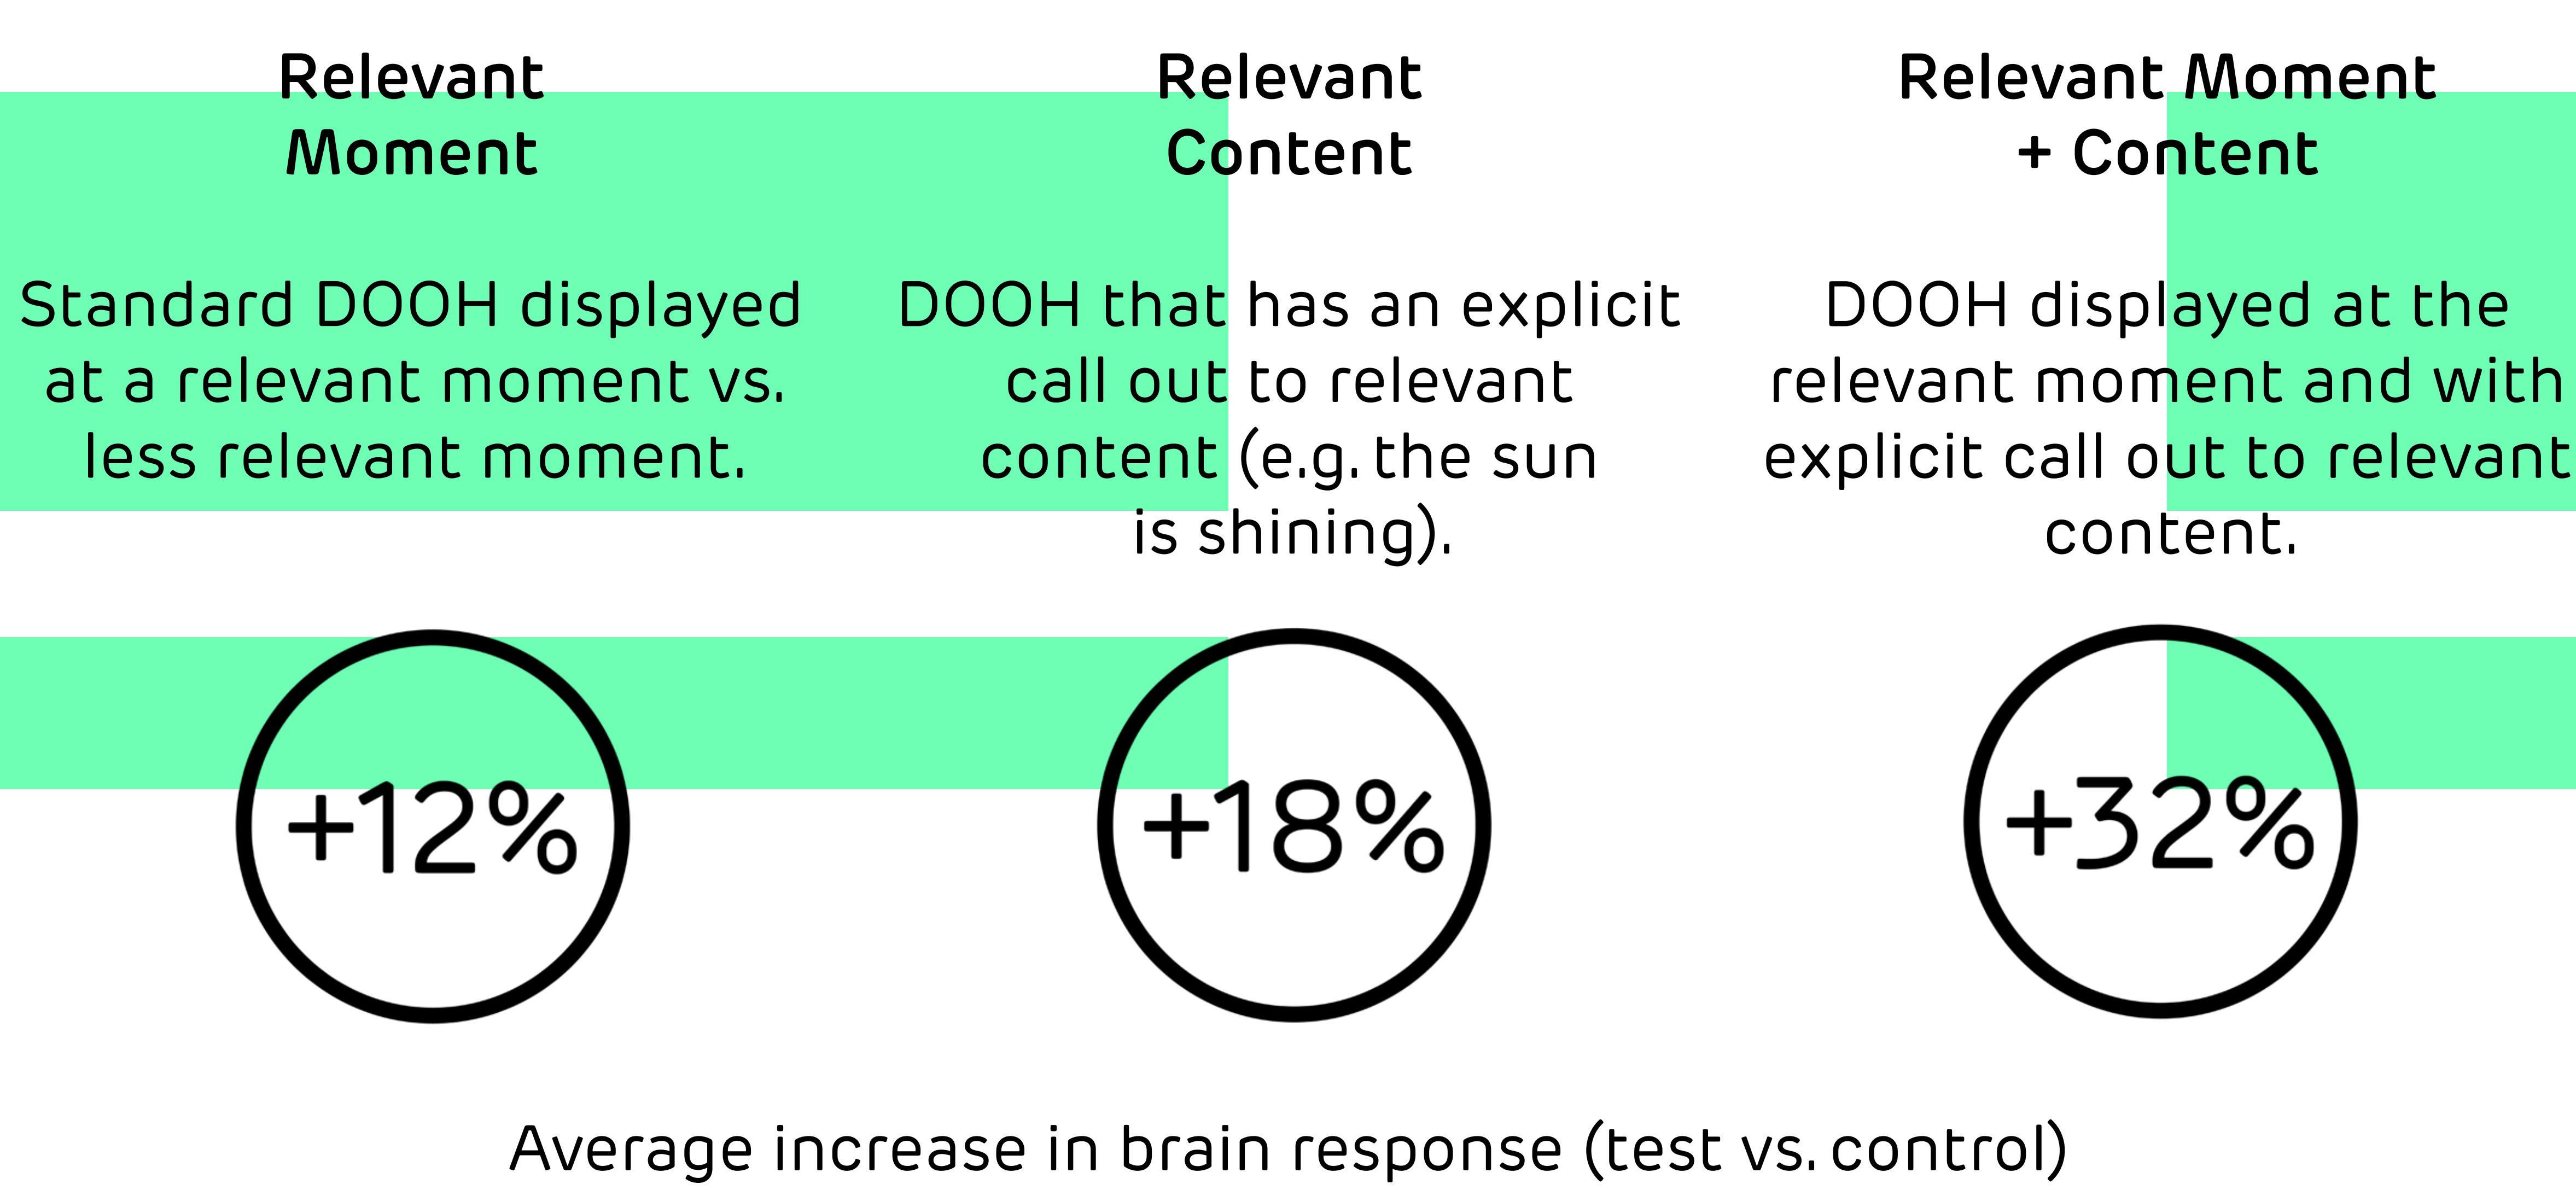 Relevant
Moment
Standard DOOH displayed
at a relevant moment vs.
less relevant moment.
+12%
Relevant
Content
DOOH that has an explicit
call out to relevant
content (e.g. the sun
is shining).
+18%
Relevant Moment
+ Content
DOOH displayed at the
relevant moment and with
explicit call out to relevant
content.
+32%
Average increase in brain response (test vs. control)